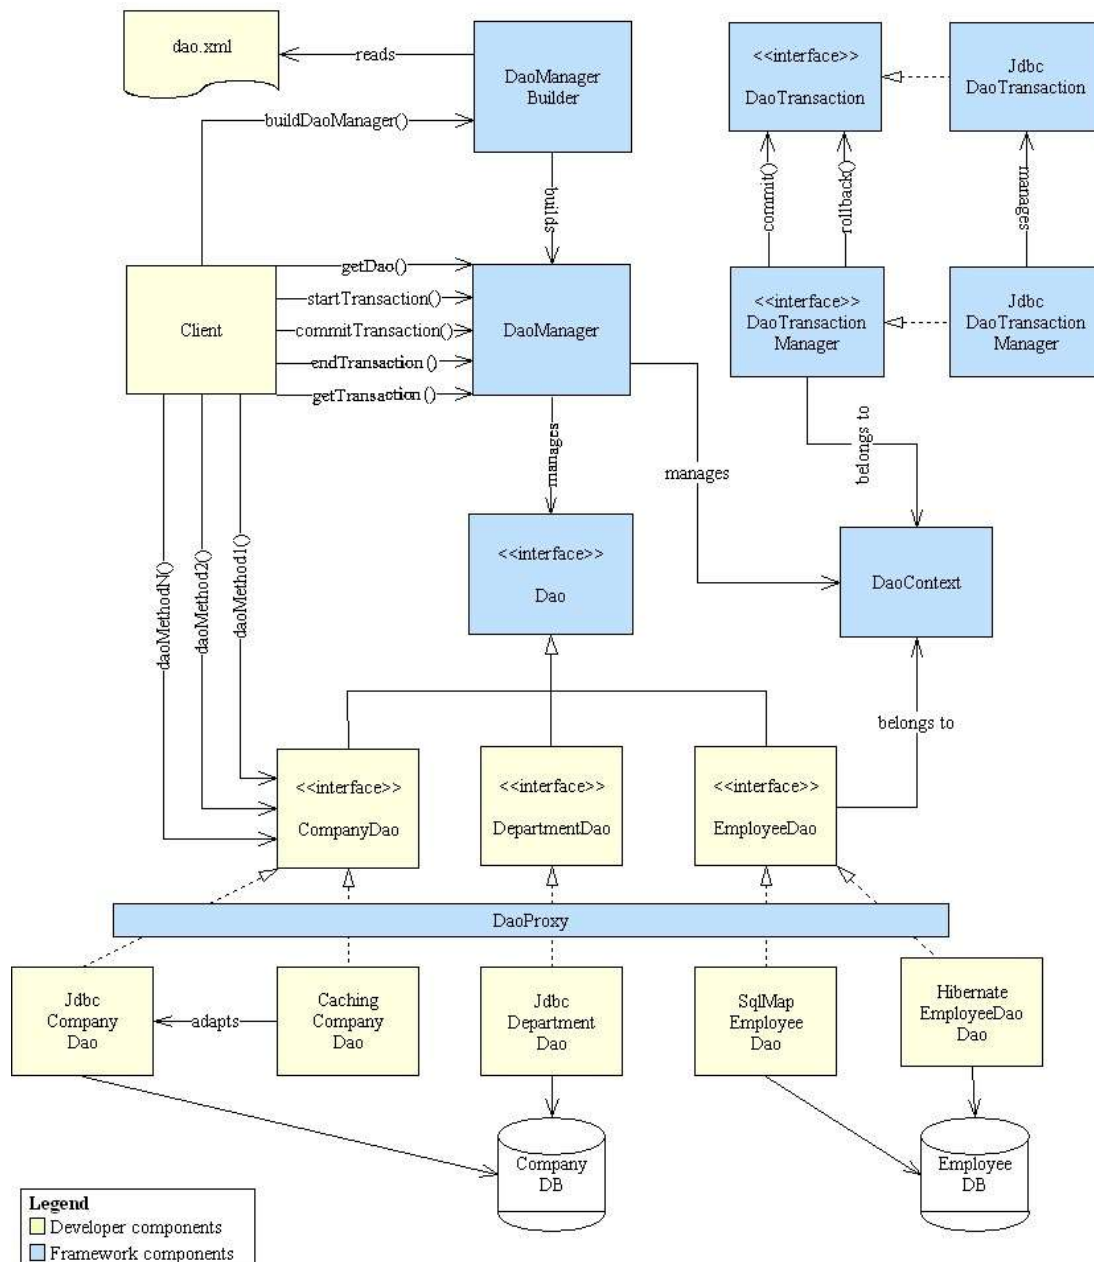 dao.xml
reads
DaoManager
Builder
<<interface>>
DaoTransaction
Jdbc
DaoTransaction
buildDaoManager()
builds
commit()
rollback()
manages
Client
getDao()
startTransaction()
commitTransaction()
endTransaction()
getTransaction()
DaoManager
<<interface>>
DaoTransaction
Manager
Jdbc
DaoTransaction
Manager
manages
manages
belongs to
daoMethodN()
daoMethod2()
daoMethod1()
<<interface>>
Dao
DaoContext
belongs to
<<interface>>
CompanyDao
<<interface>>
DepartmentDao
<<interface>>
EmployeeDao
DaoProxy
Jdbc
Company
Dao
adapts
Caching
Company
Dao
Jdbc
Department
Dao
SqlMap
Employee
Dao
Hibernate
EmployeeDao
Dao
Company
DB
Employee
DB
Legend
Developer components
Framework components